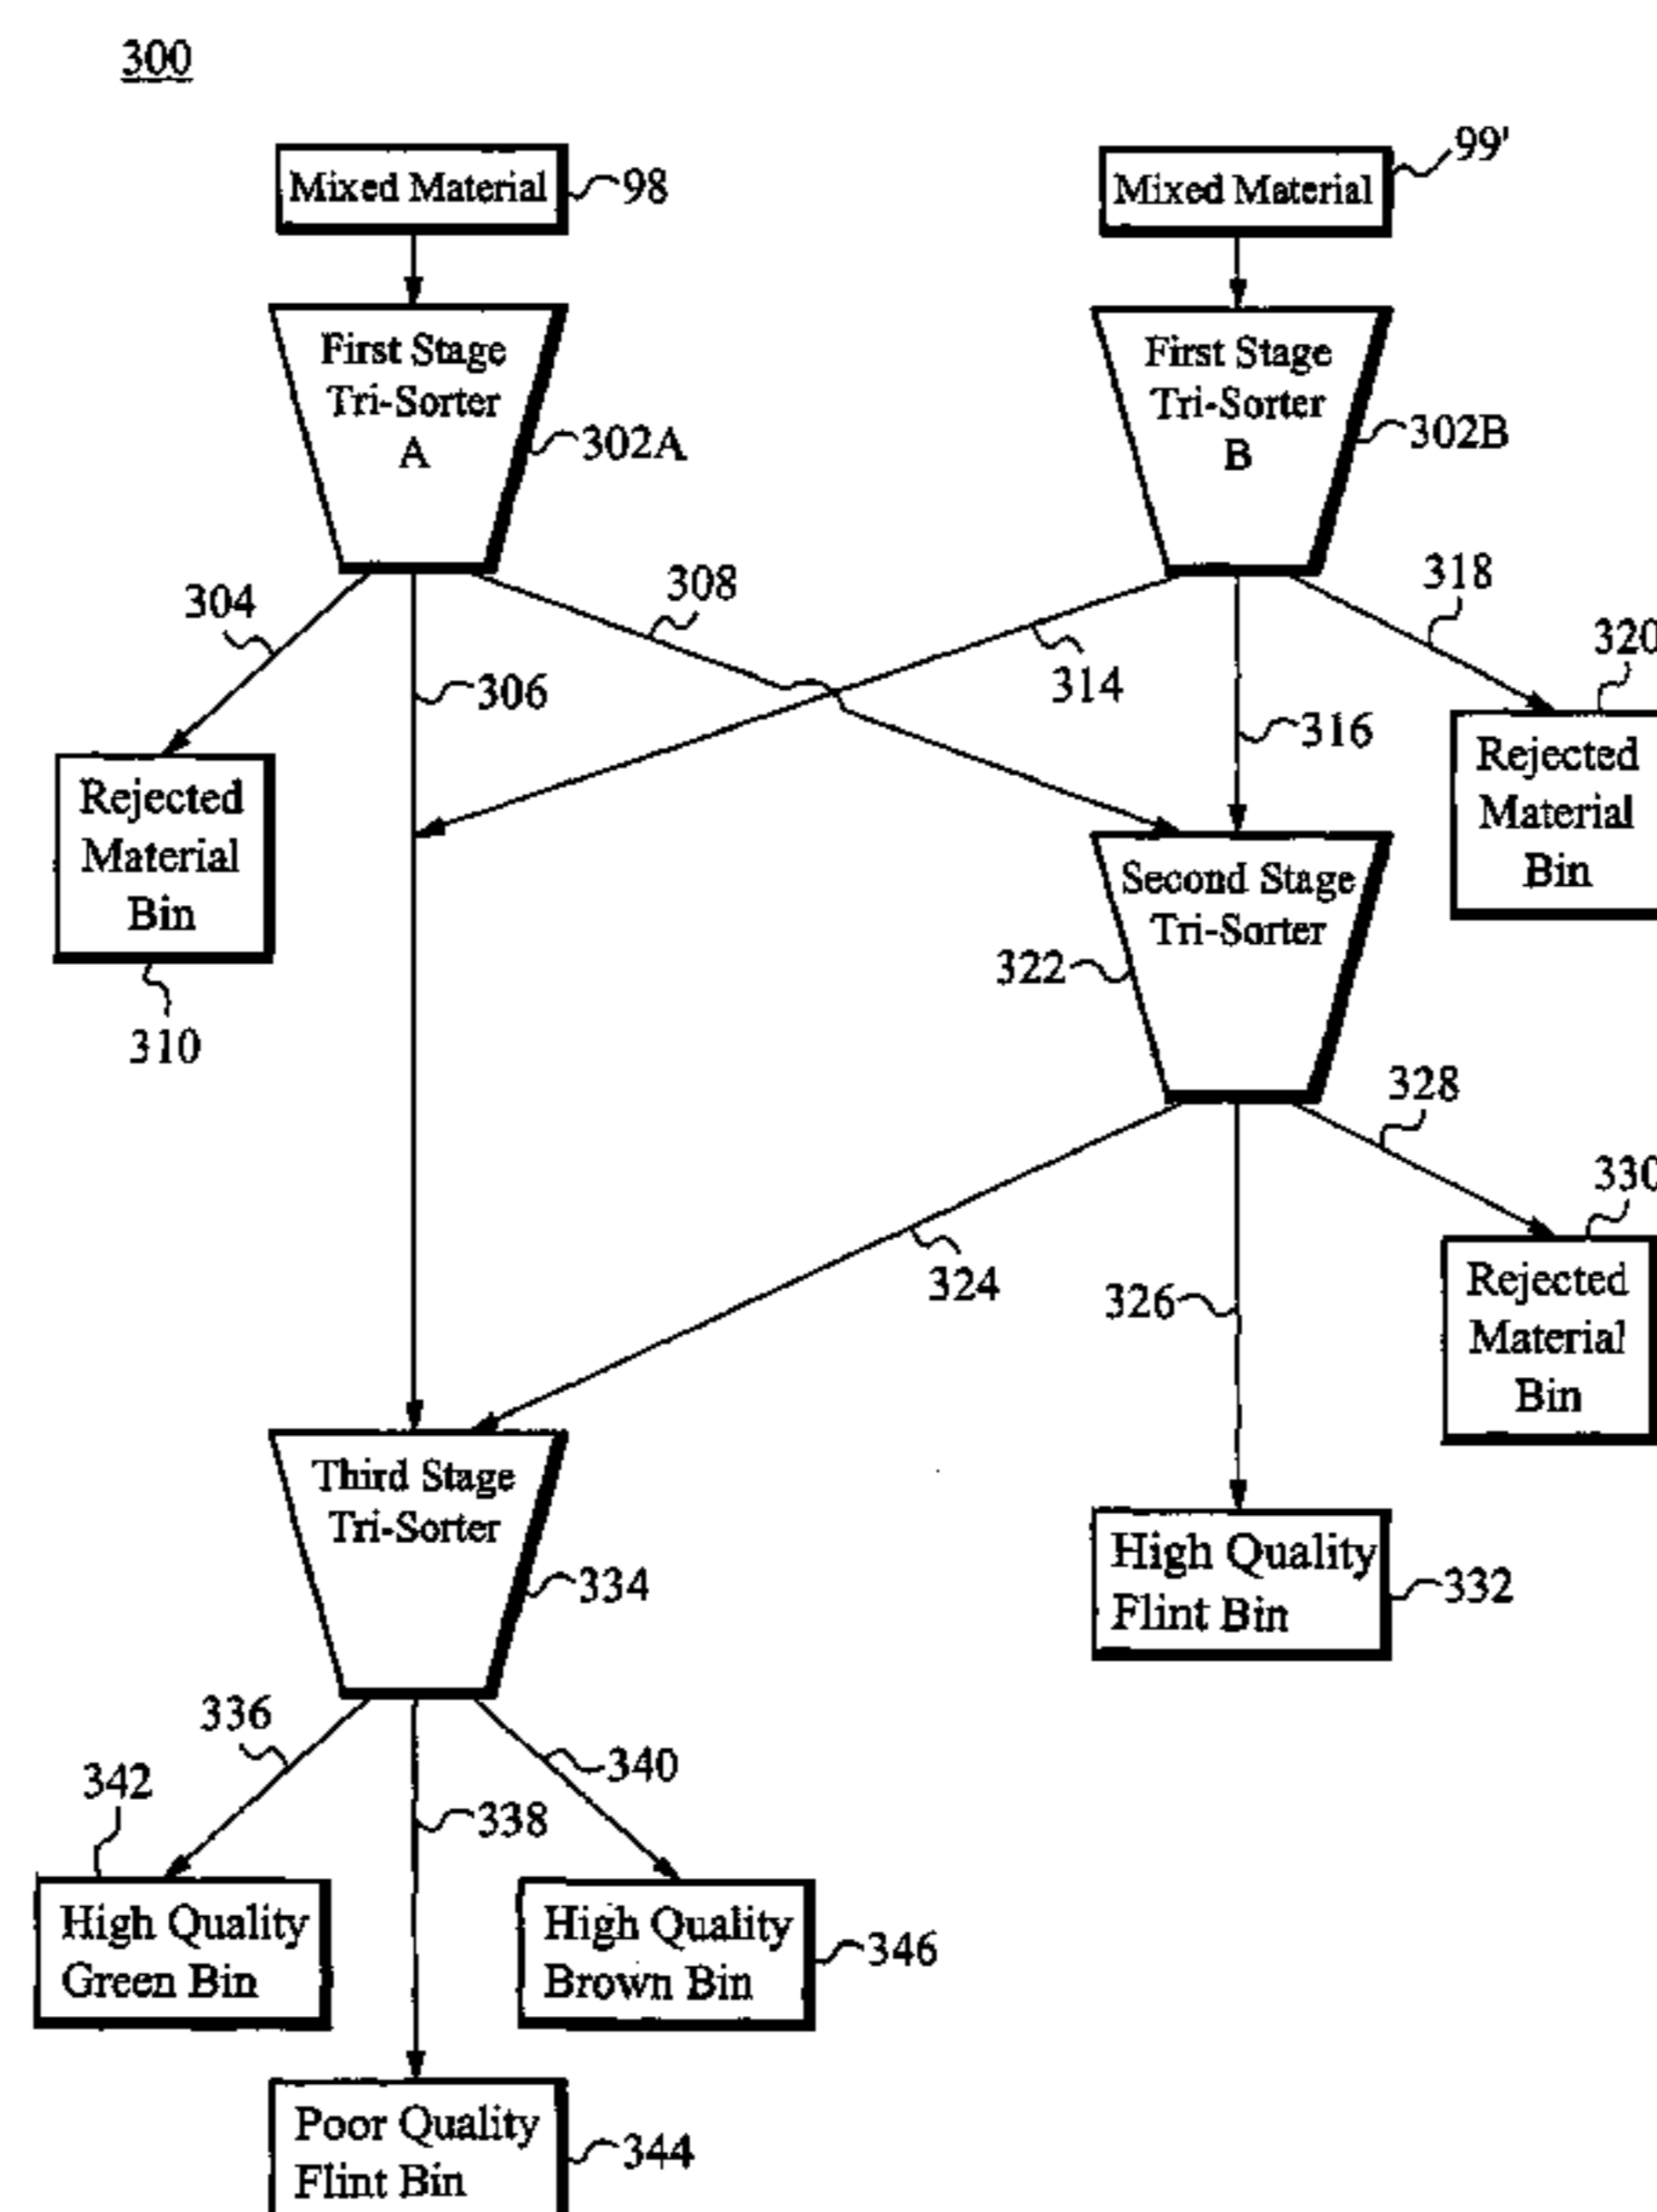 300
Mixed Material
98
Mixed Material
99'
First Stage
Tri-Sorter
A
302A
First Stage
Tri-Sorter
B
302B
304
306
308
314
316
318
320
Rejected
Material
Bin
310
Rejected
Material
Bin
Second Stage
Tri-Sorter
322
324
326
328
330
Rejected
Material
Bin
Third Stage
Tri-Sorter
334
High Quality
Flint Bin
332
336
338
340
342
High Quality
Green Bin
High Quality
Brown Bin
346
Poor Quality
Flint Bin
344